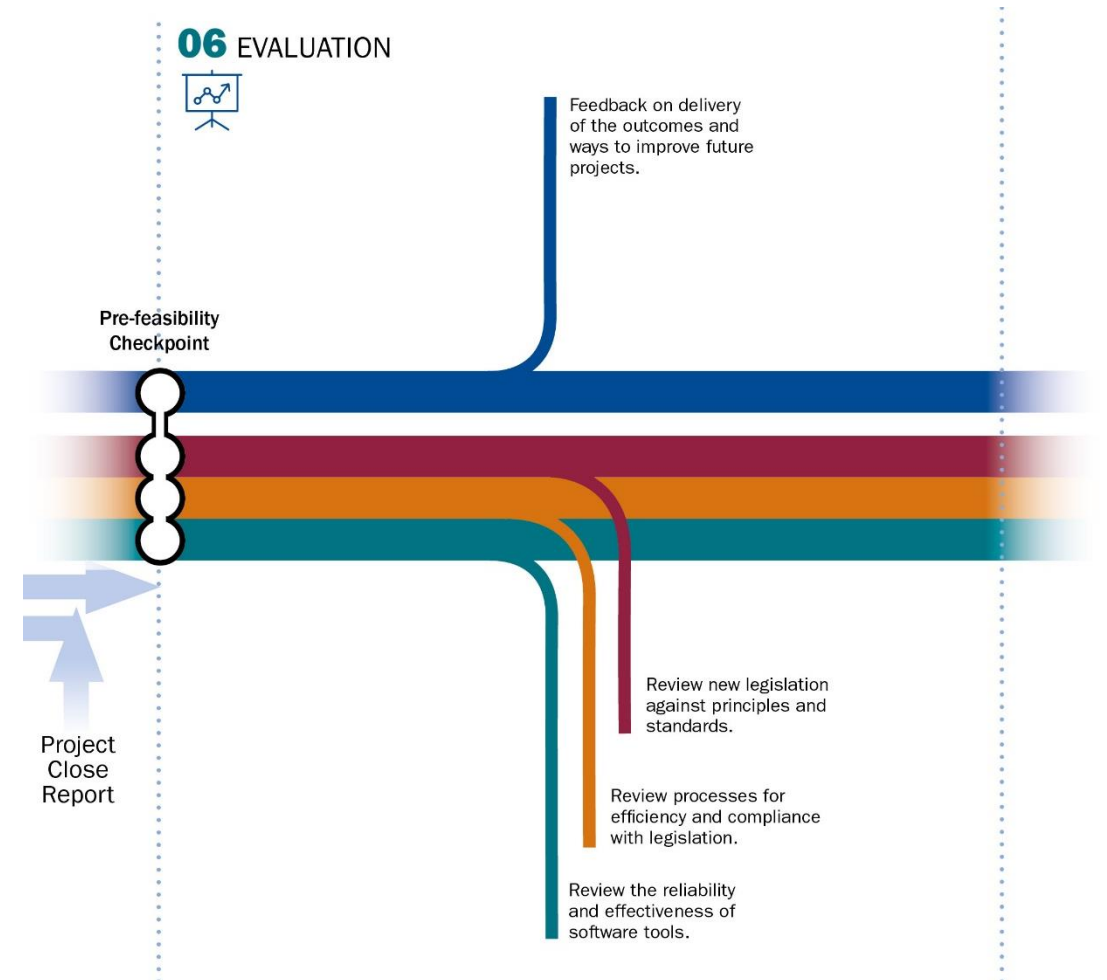 06 EVALUATION
Feedback on delivery
of the outcomes and
ways to improve future
projects.
Pre-feasibility
Checkpoint
Review new legislation
against principles and
standards.
Project
Close
Report
Review processes for
efficiency and compliance
with legislation.
Review the reliability
and effectiveness of
software tools.